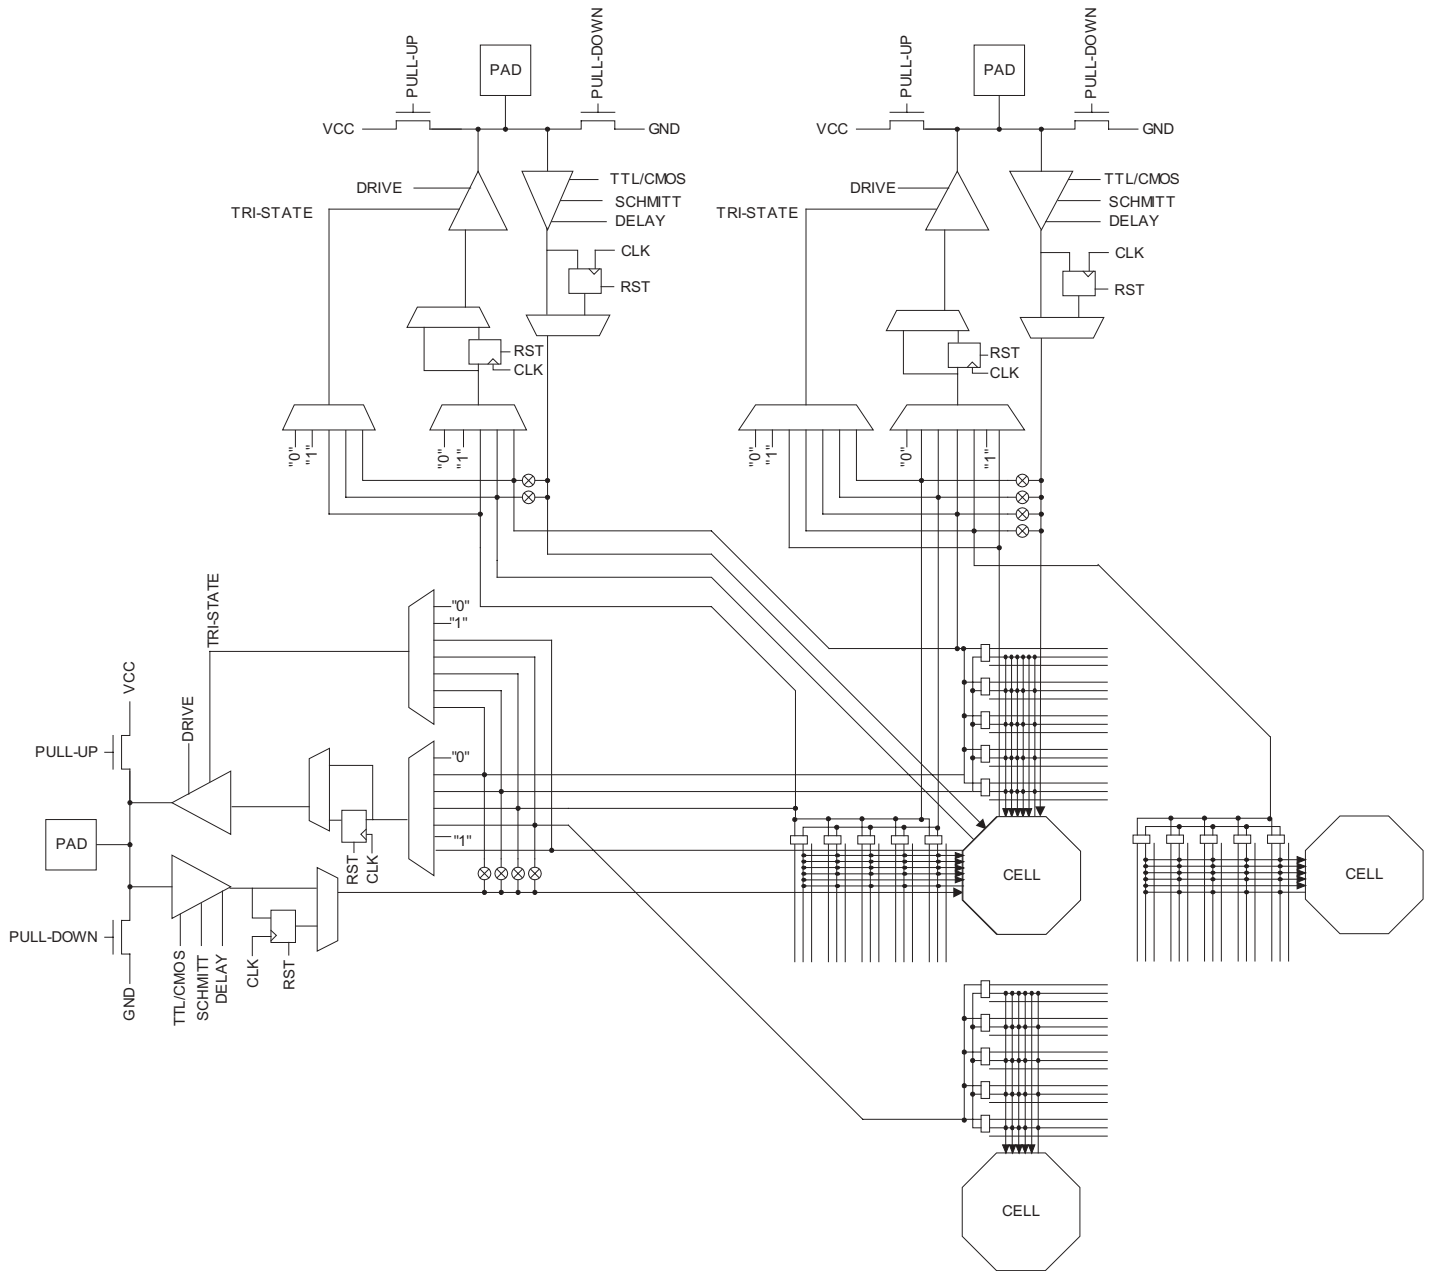 PULL-UP
PAD
PULL-DOWN
VCC
GND
DRIVE
TTL/CMOS
TRI-STATE
SCHMITT
DELAY
CLK
RST
RST
CLK
"0"
"1"
"0"
"1"
PULL-UP
PAD
PULL-DOWN
VCC
GND
DRIVE
TTL/CMOS
TRI-STATE
SCHMITT
DELAY
CLK
RST
RST
CLK
"0"
"1"
"0"
"1"
TRI-STATE
"0"
"1"
VCC
DRIVE
PULL-UP
"0"
PAD
"1"
RST
CLK
PULL-DOWN
GND
TTL/CMOS
SCHMITT
DELAY
CLK
RST
CELL
CELL
CELL